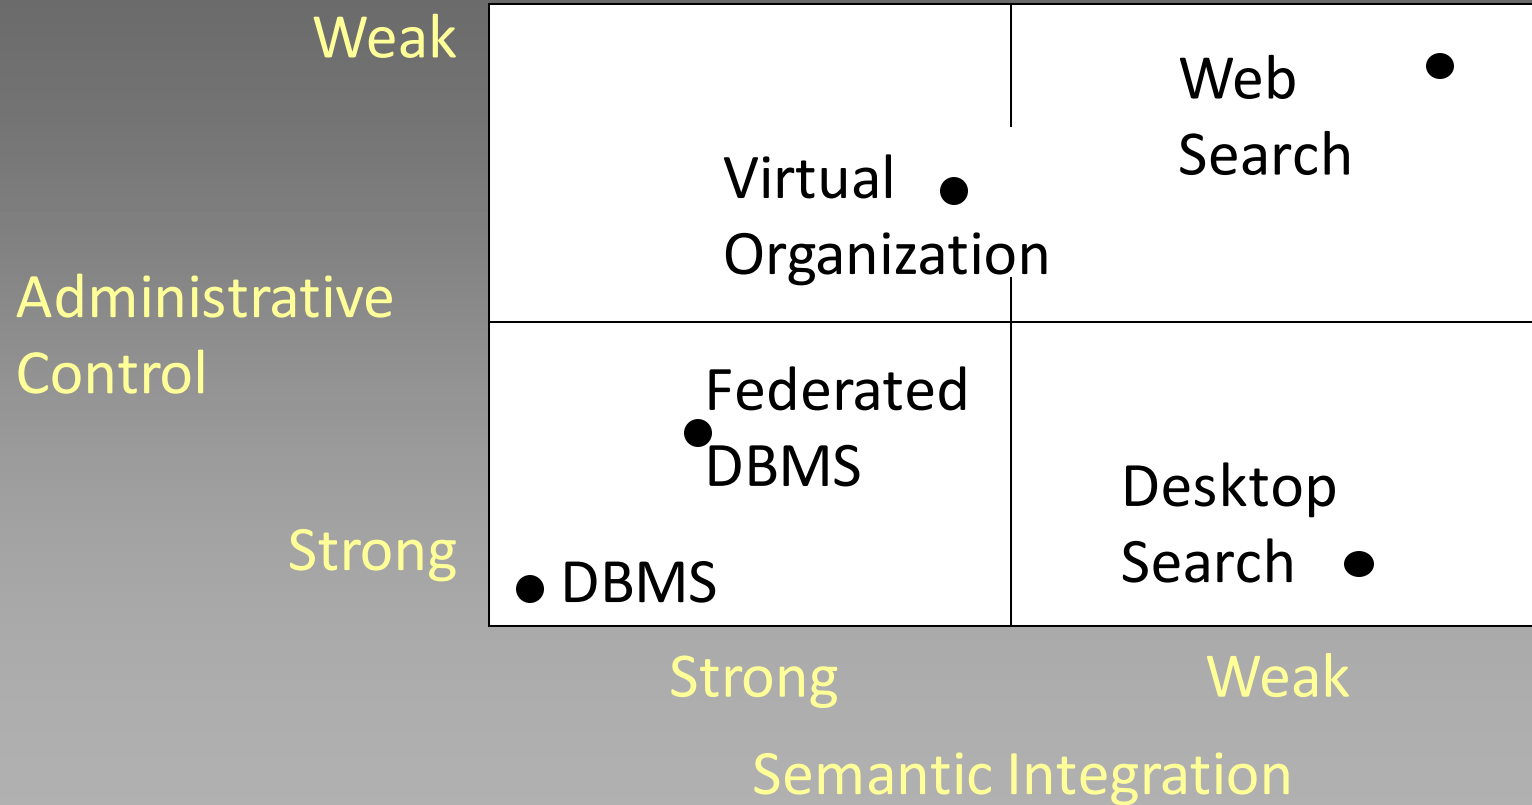 Weak
Web
Search
Virtual
Organization
Administrative
Control
Federated
DBMS
Desktop
Search
Strong
DBMS
Strong
Weak
Semantic Integration